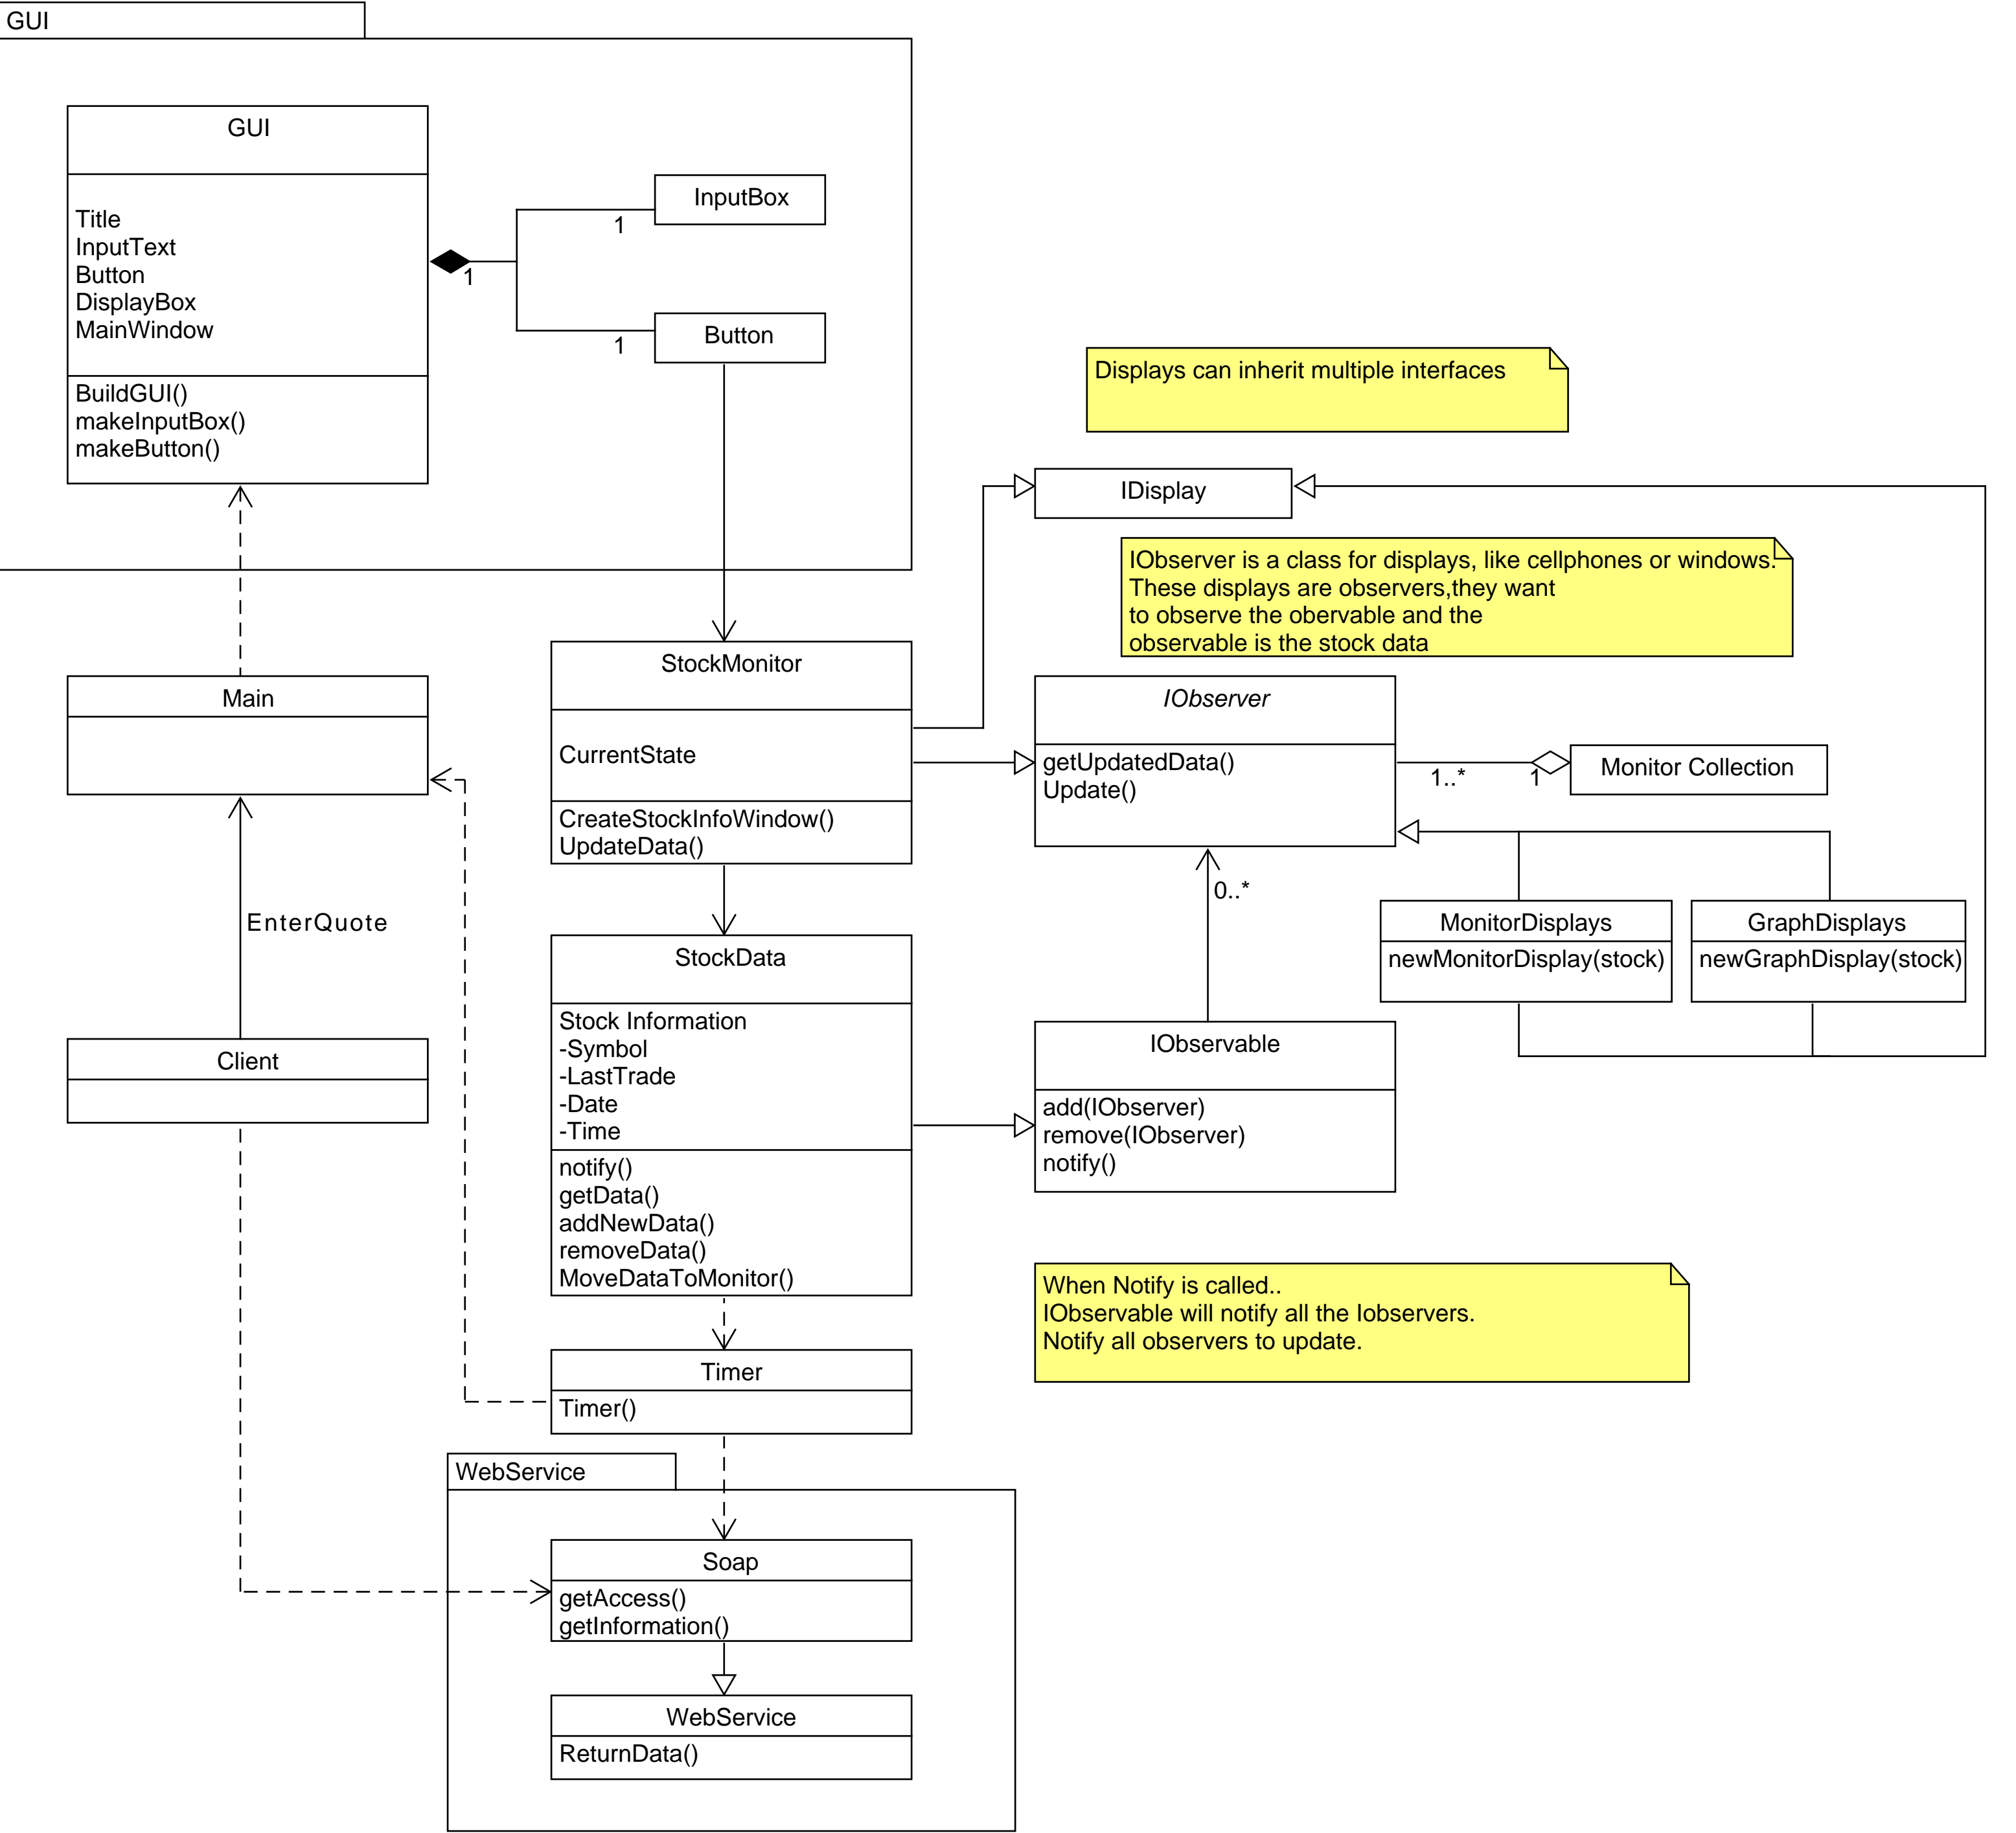 GUI
GUI
Title
InputText
Button
DisplayBox
MainWindow
BuildGUI()
makeInputBox()
makeButton()
1
1
InputBox
1
Button
Displays can inherit multiple interfaces
IDisplay
IObserver is a class for displays, like cellphones or windows.
These displays are observers,they want
to observe the obervable and the
observable is the stock data
Main
StockMonitor
CurrentState
CreateStockInfoWindow()
UpdateData()
IObserver
getUpdatedData()
Update()
1..*
1
Monitor Collection
0..*
MonitorDisplays
newMonitorDisplay(stock)
GraphDisplays
newGraphDisplay(stock)
EnterQuote
Client
StockData
Stock Information
-Symbol
-LastTrade
-Date
-Time
notify()
getData()
addNewData()
removeData()
MoveDataToMonitor()
IObservable
add(IObserver)
remove(IObserver)
notify()
When Notify is called..
IObservable will notify all the Iobservers.
Notify all observers to update.
Timer
Timer()
WebService
Soap
getAccess()
getInformation()
WebService
ReturnData()